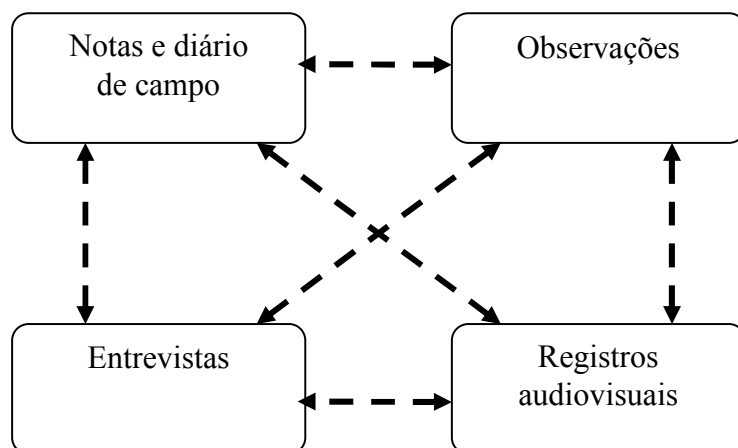 Notas e diário
de campo
Observações
Entrevistas
Registros
audiovisuais